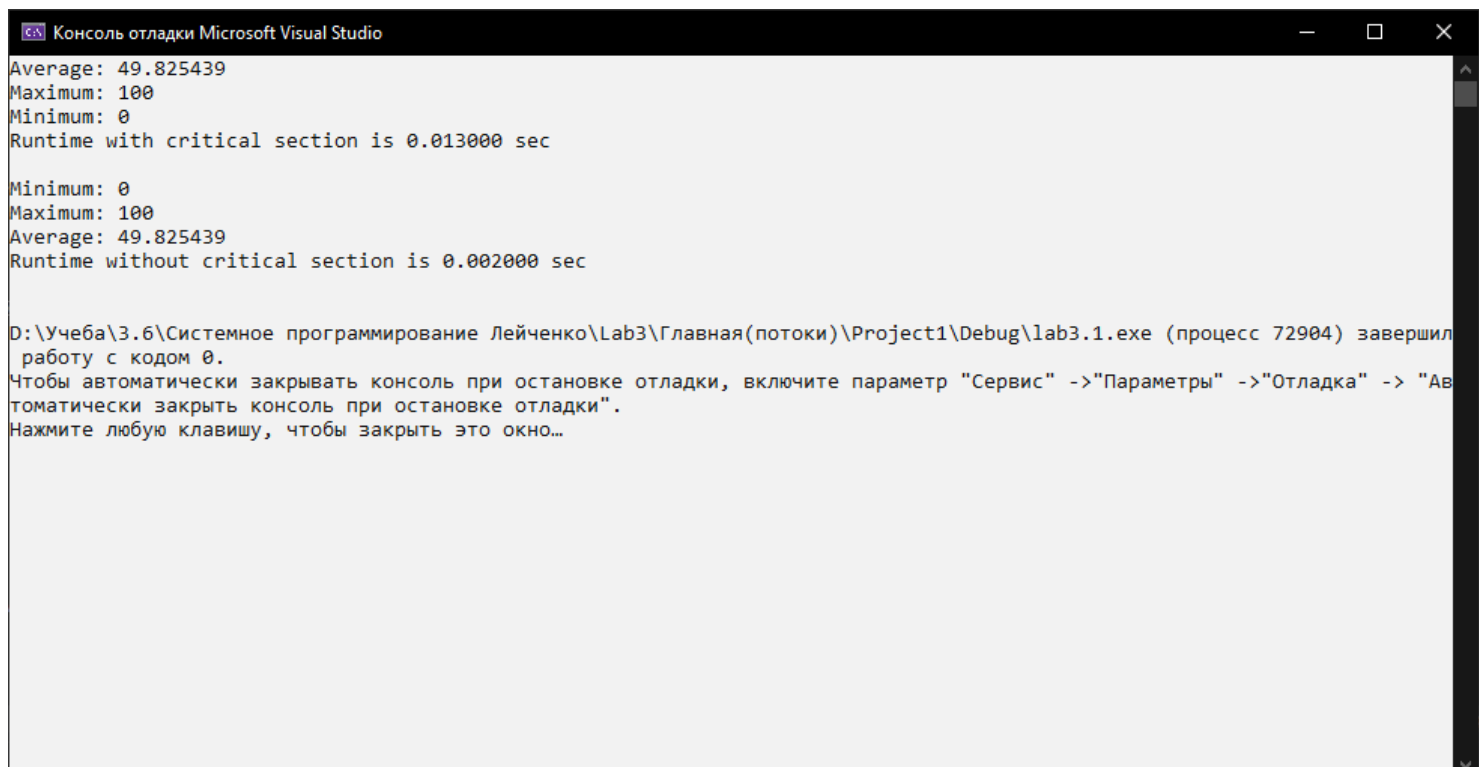 Консоль отладки Microsoft Visual Studio
Average: 49.825439
Maximum: 100
Minimum: 0
Runtime with critical section is 0.013000 sec
Minimum: 0
Maximum: 100
Average: 49.825439
Runtime without critical section is 0.002000 sec
D:\Учеба\3.6\Системное программирование Лейченко\Lab3\Главная(потоки)\Project1\Debug\lab3.1.exe (процесс 72904) завершил
работу с кодом 0.
Чтобы автоматически закрывать консоль при остановке отладки, включите параметр "Сервис" ->"Параметры" ->"Отладка" -> "Ав
томатически закрыть консоль при остановке отладки".
Нажмите любую клавишу, чтобы закрыть это окно…